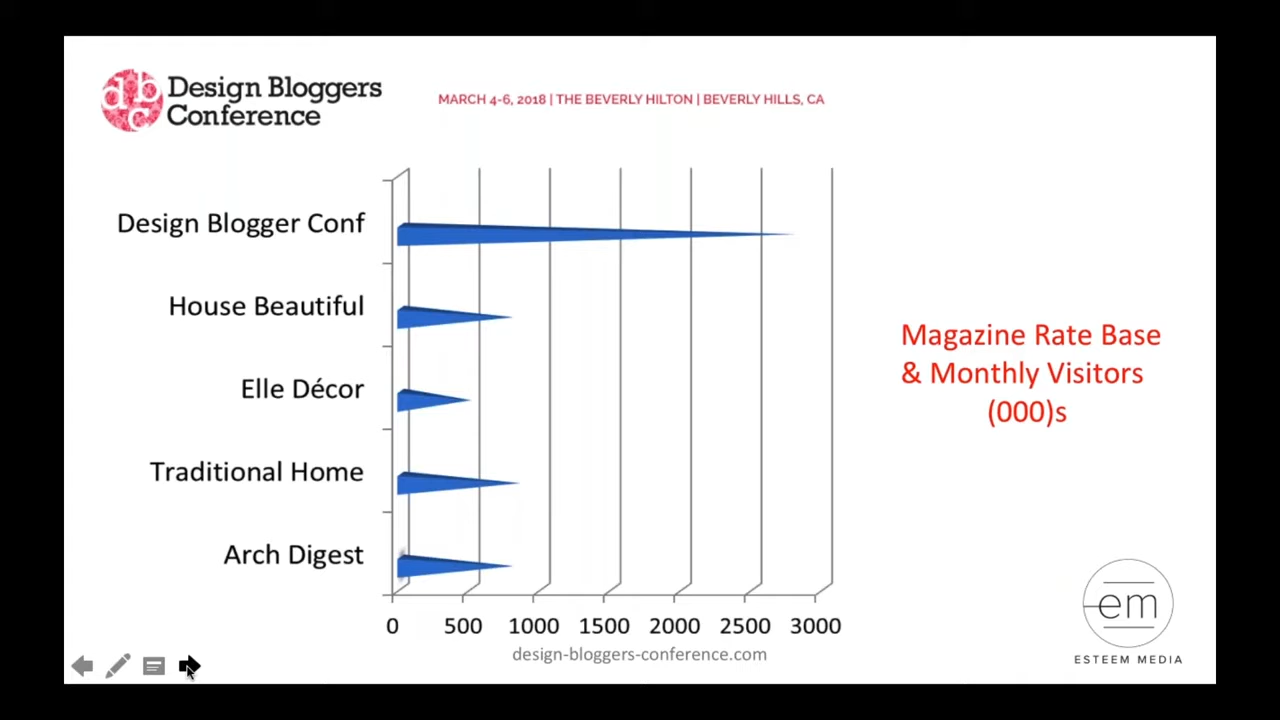 dbc
Design Bloggers
Conference
MARCH 4-6, 2018 | THE BEVERLY HILTON | BEVERLY HILLS, CA
Design Blogger Conf
House Beautiful
Elle Décor
Traditional Home
Arch Digest
0 500 1000 1500 2000 2500 3000
Magazine Rate Base
& Monthly Visitors
(000)s
design-bloggers-conference.com
em
ESTEEM MEDIA